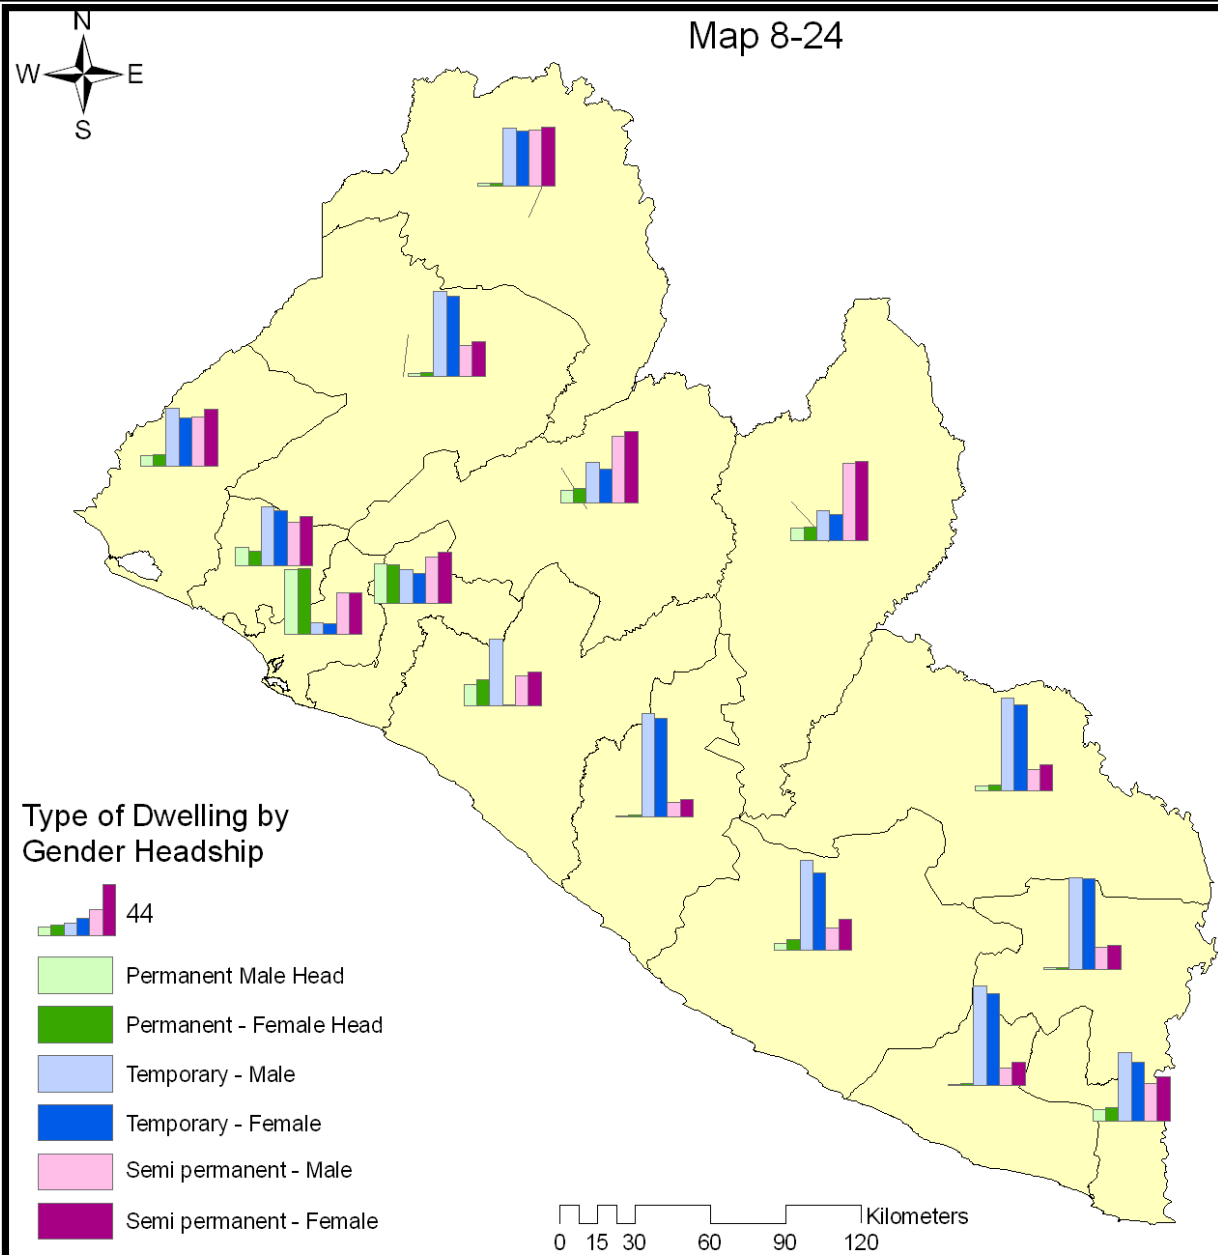 N
Map 8-24
W E
S
Type of Dwelling by
Gender Headship
44
Permanent Male Head
Permanent - Female Head
Temporary - Male
Temporary - Female
Semi permanent - Male
Semi permanent - Female
Kilometers
0 15 30 60 90 120